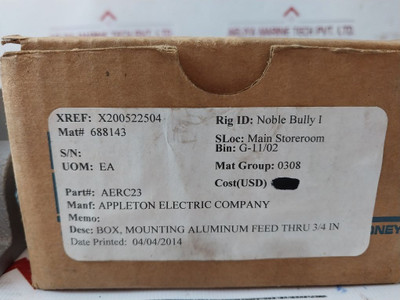 XREF: X200522504 Rig ID: Noble Bully I
Mat# 688143
SLoc: Main Storeroom
S/N: Bin: G-11/02
UOM: EA Mat Group: 0308
Cost(USD)
Part#: AERC23
Manf: APPLETON ELECTRIC COMPANY
Memo:
Desc: BOX, MOUNTING ALUMINUM FEED THRU 3/4 IN
Date Printed: 04/04/2014